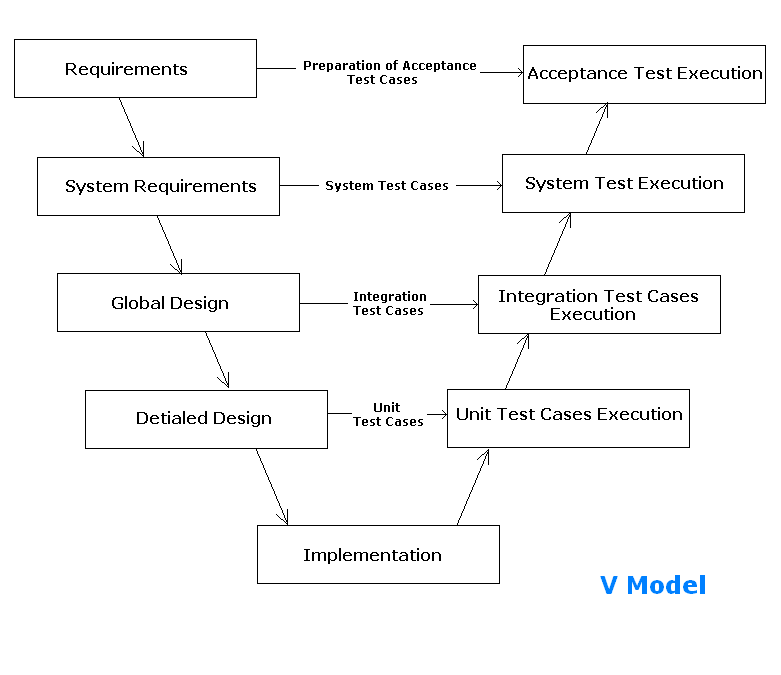 Requirements
Preparation of Acceptance
Test Cases
Acceptance Test Execution
System Requirements
System Test Cases
System Test Execution
Global Design
Integration
Test Cases
Integration Test Cases
Execution
Detialed Design
Unit
Test Cases
Unit Test Cases Execution
Implementation
V Model